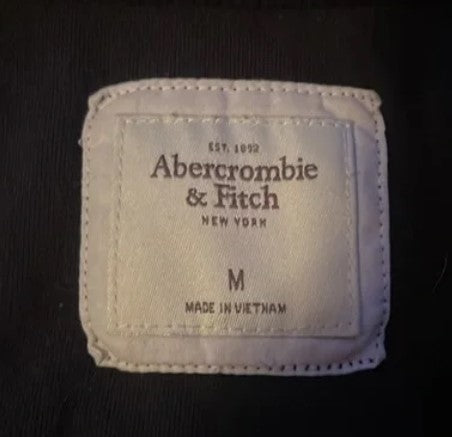 EST. 1892
Abercrombie
& Fitch
NEW YORK
M
MADE IN VIETNAM